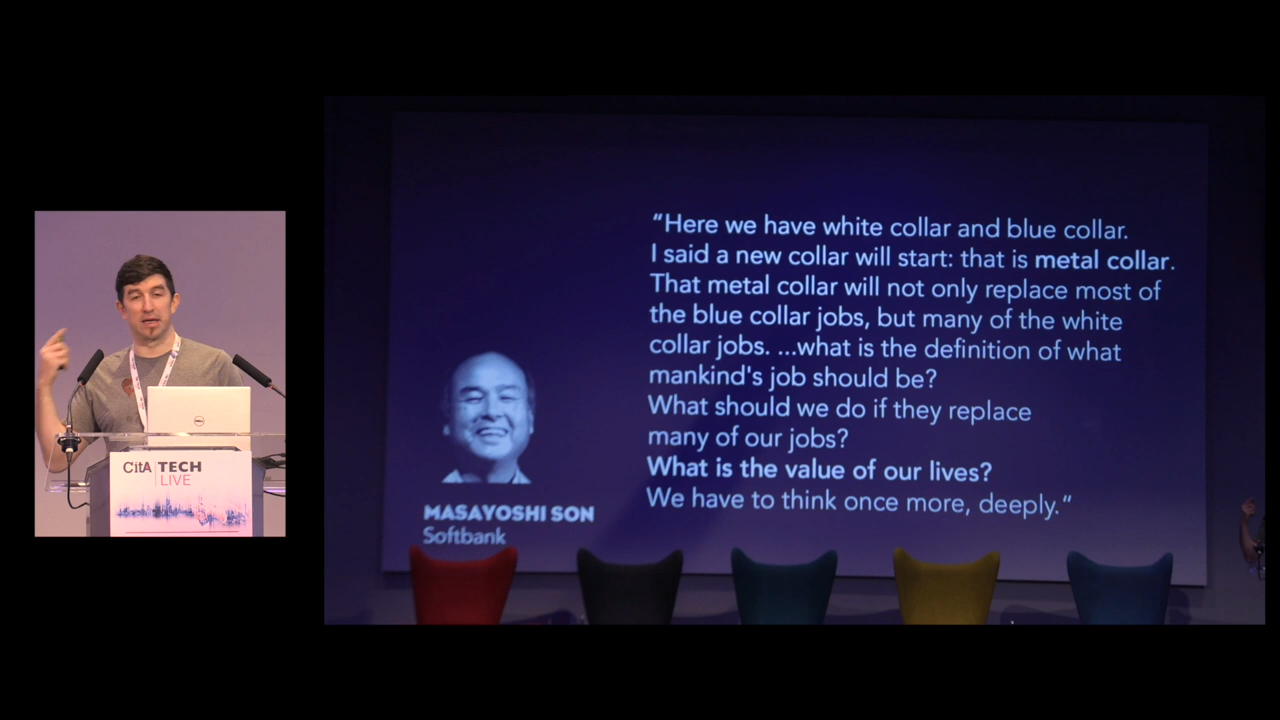 CitA TECH
LIVE
DELL
“Here we have white collar and blue collar.
I said a new collar will start: that is metal collar.
That metal collar will not only replace most of
the blue collar jobs, but many of the white
collar jobs. ...what is the definition of what
mankind's job should be?
What should we do if they replace
many of our jobs?
What is the value of our lives?
We have to think once more, deeply.“
MASAYOSHI SON
Softbank